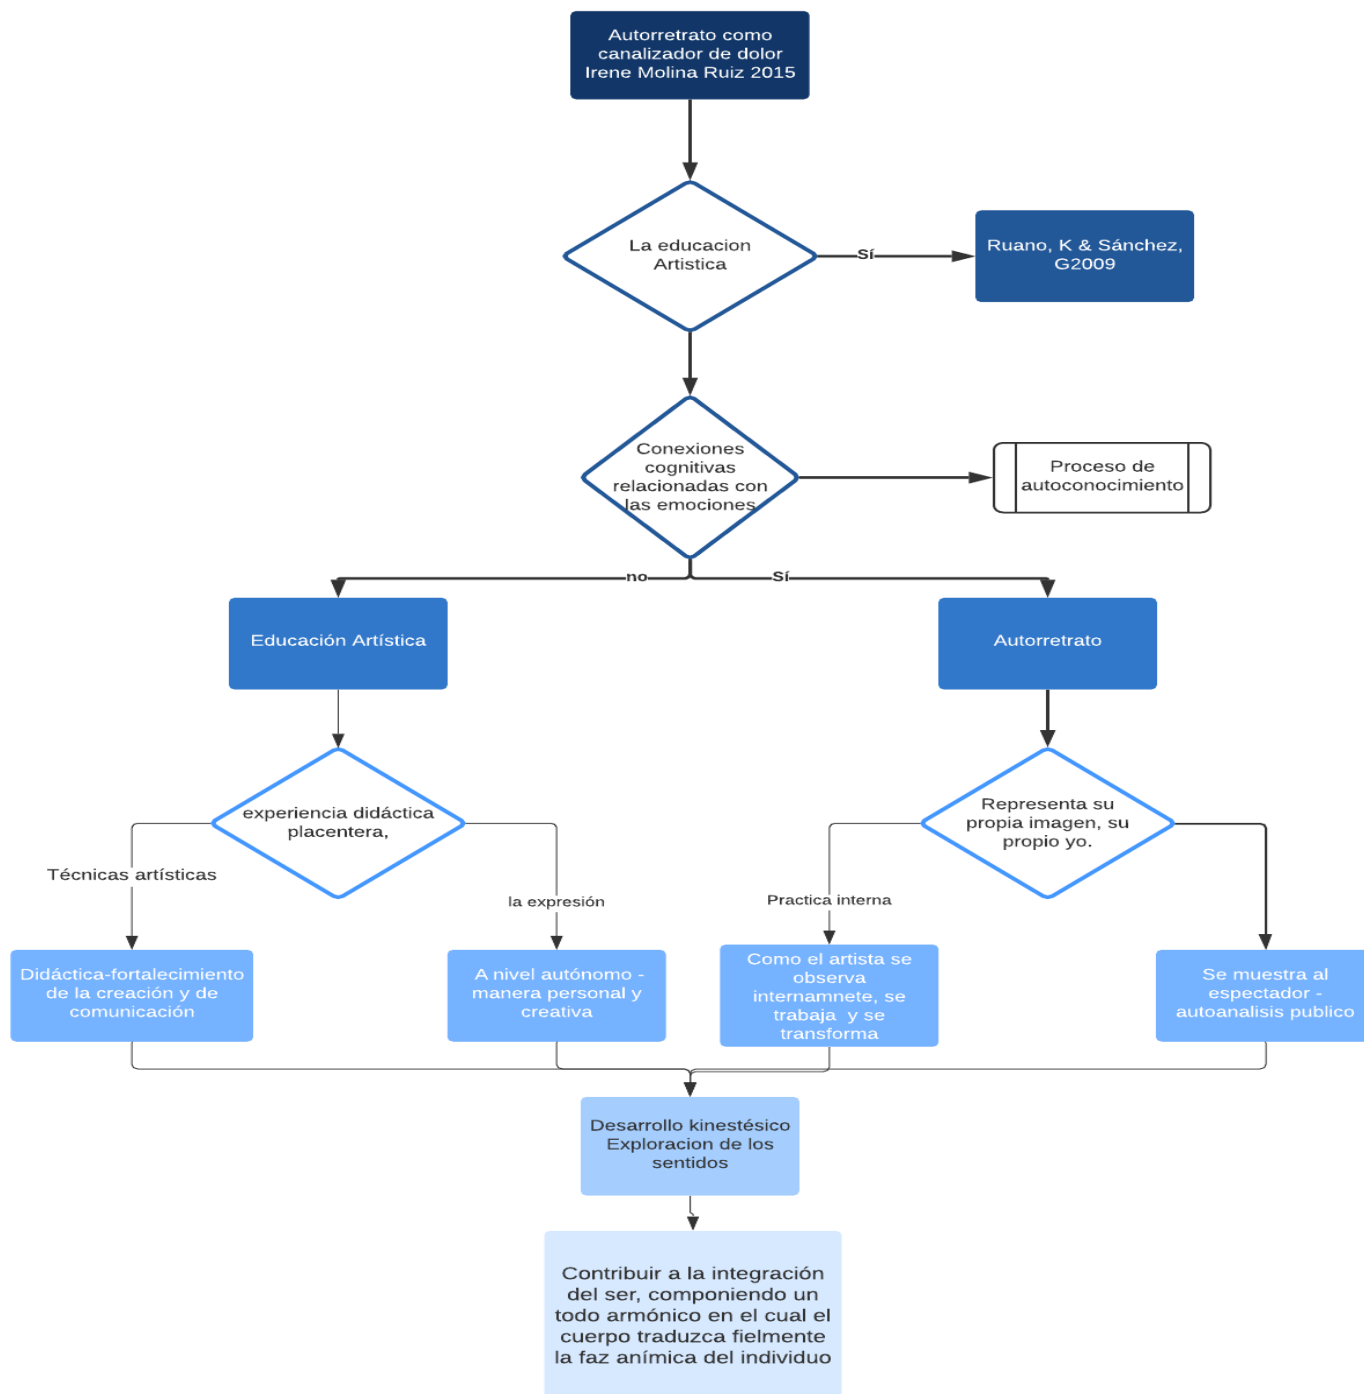 Autorretrato como
canalizador de dolor
Irene Molina Ruiz 2015
La educacion
Artistica
Sí
Ruano, K & Sánchez,
G2009
Conexiones
cognitivas
relacionadas con
las emociones
Proceso de
autoconocimiento
no
Sí
Educación Artística
Autorretrato
experiencia didáctica
placentera,
Representa su
propia imagen, su
propio yo.
Técnicas artísticas
la expresión
Practica interna
Didáctica-fortalecimiento
de la creación y de
comunicación
A nivel autónomo -
manera personal y
creativa
Como el artista se
observa
internamnete, se
trabaja y se
transforma
Se muestra al
espectador -
autoanalisis publico
Desarrollo kinestésico
Exploracion de los
sentidos
Contribuir a la integración
del ser, componiendo un
todo armónico en el cual el
cuerpo traduzca fielmente
la faz anímica del individuo